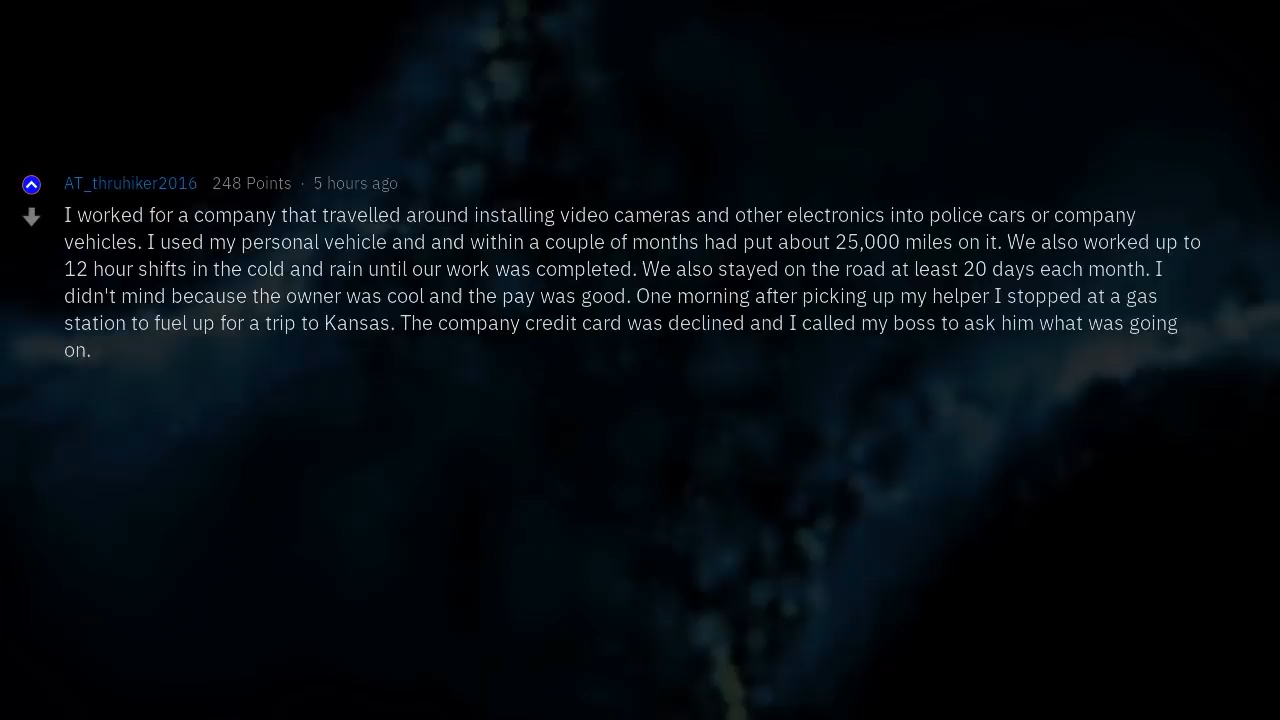 AT_thruhiker2016 248 Points · 5 hours ago
I worked for a company that travelled around installing video cameras and other electronics into police cars or company
vehicles. I used my personal vehicle and and within a couple of months had put about 25,000 miles on it. We also worked up to
12 hour shifts in the cold and rain until our work was completed. We also stayed on the road at least 20 days each month. I
didn't mind because the owner was cool and the pay was good. One morning after picking up my helper I stopped at a gas
station to fuel up for a trip to Kansas. The company credit card was declined and I called my boss to ask him what was going
on.